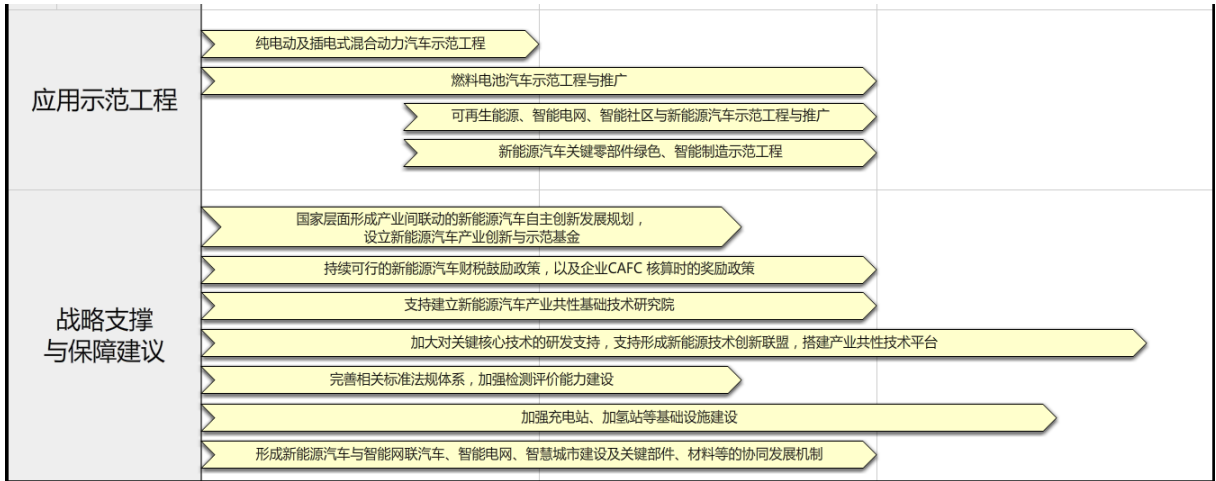 应用示范工程
纯电动及插电式混合动力汽车示范工程
燃料电池汽车示范工程与推广
可再生能源、智能电网、智能社区与新能源汽车示范工程与推广
新能源汽车关键零部件绿色、智能制造示范工程
战略支撑
与保障建议
国家层面形成产业间联动的新能源汽车自主创新发展规划，
设立新能源汽车产业创新与示范基金
持续可行的新能源汽车财税鼓励政策，以及企业CAFC 核算时的奖励政策
支持建立新能源汽车产业共性基础技术研究院
加大对关键核心技术的研发支持，支持形成新能源技术创新联盟，搭建产业共性技术平台
完善相关标准法规体系，加强检测评价能力建设
加强充电站、加氢站等基础设施建设
形成新能源汽车与智能网联汽车、智能电网、智慧城市建设及关键部件、材料等的协同发展机制